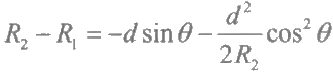 R₂ − R₁ = −d sin θ − d²/2R₂ cos² θ